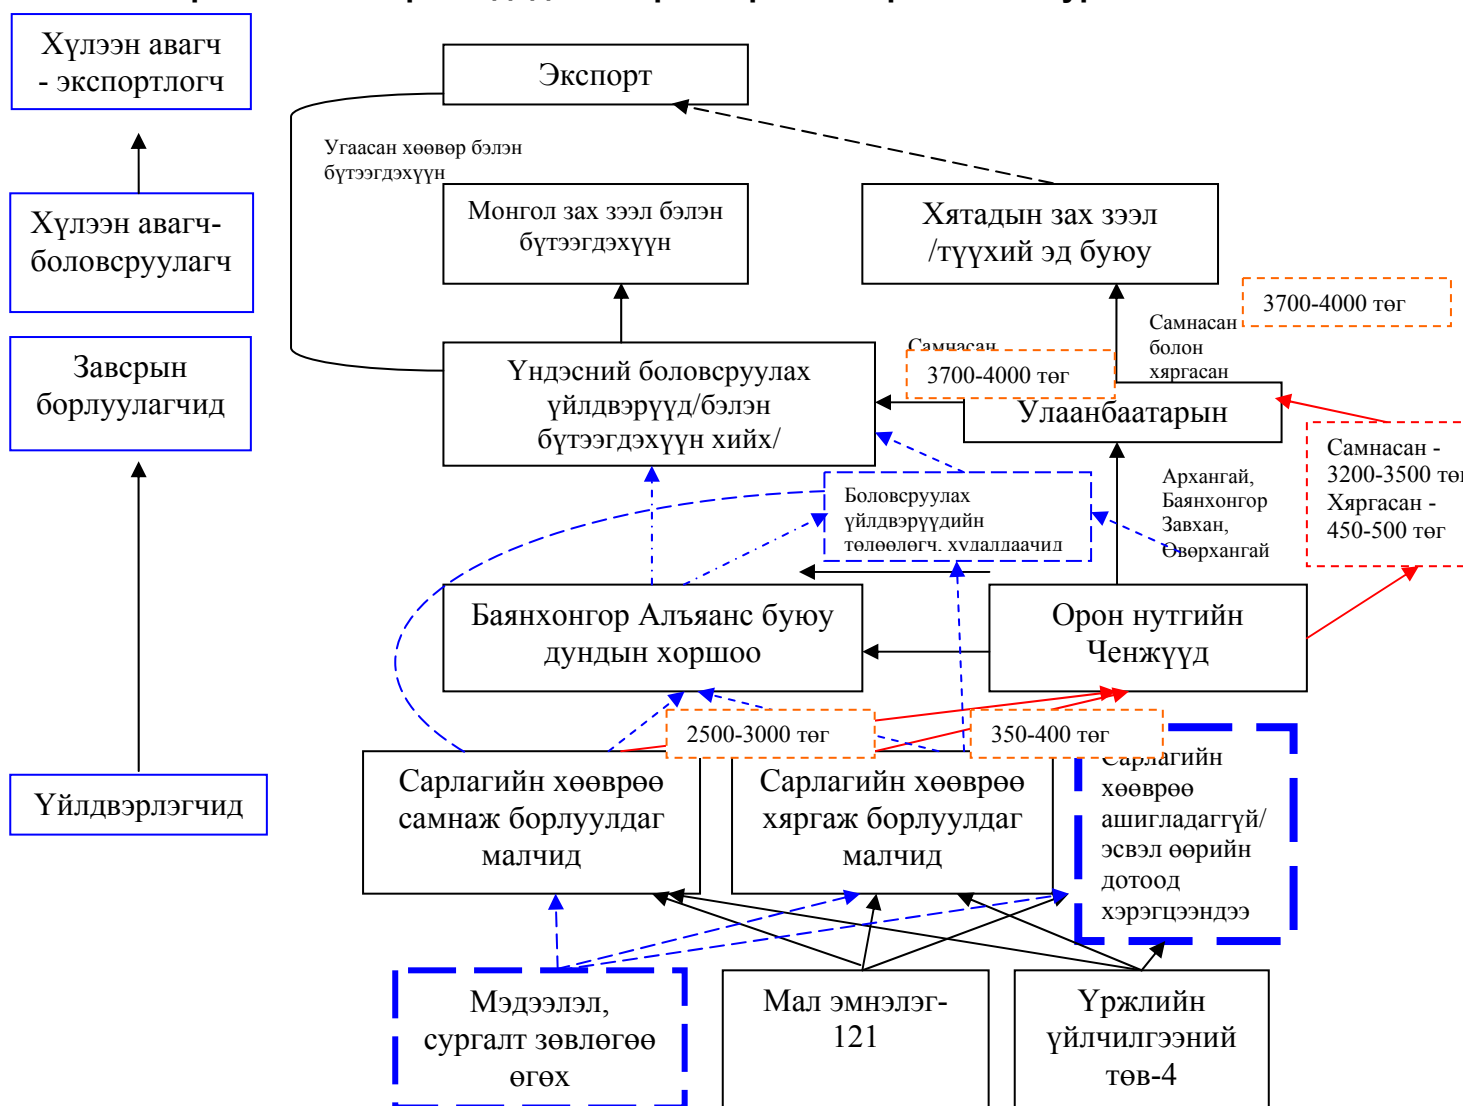 Хүлээн авагч
- экспортлогч
Экспорт
Угаасан хөөвөр бэлэн
бүтээгдэхүүн
Хүлээн авагч-
боловсруулагч
Монгол зах зээл бэлэн
бүтээгдэхүүн
Хятадын зах зээл
/түүхий эд буюу
3700-4000 төг
Самнасан
болон
хяргасан
Завсрын
борлуулагчид
Үндэсний боловсруулах
үйлдвэрүүд/бэлэн
бүтээгдэхүүн хийх/
Самнасан
3700-4000 төг
Улаанбаатарын
Самнасан -
3200-3500 төг
Хяргасан -
450-500 төг
Боловсруулах
үйлдвэрүүдийн
төлөөлөгч, худалдаачид
Архангай,
Баянхонгор
Завхан,
Өвөрхангай
Баянхонгор Алъяанс буюу
дундын хоршоо
Орон нутгийн
Ченжүүд
2500-3000 төг
350-400 төг
Үйлдвэрлэгчид
Сарлагийн хөөврөө
самнаж борлуулдаг
малчид
Сарлагийн хөөврөө
хяргаж борлуулдаг
малчид
Сарлагийн
хөөврөө
ашигладаггүй/
эсвэл өөрийн
дотоод
хэрэгцээндээ
Мэдээлэл,
сургалт зөвлөгөө
өгөх
Мал эмнэлэг-
121
Үржлийн
үйлчилгээний
төв-4